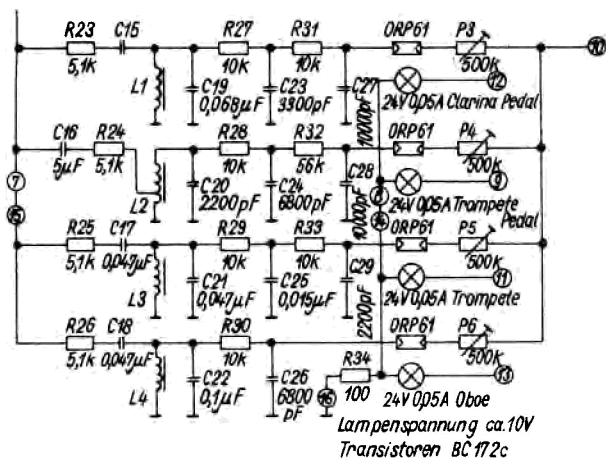 R23 C15 R27 R31 ORP61 P3 10
5,1k 10k 10k 500K
L1 C19 C23 C27 12
0,068µF 3300pF 10000pF 24V 0,05A Clarina Pedal
C16 R24 R28 R32 ORP61 P4
5µF 5,1k 10k 56k 500K
7 L2 C20 C24 C28 9
15 2200pF 6800pF 10000pF 24V 0,05A Trompete
Pedal
R25 C17 R29 R33 ORP61 P5
5,1k 0,047µF 10k 10k 500K
L3 C21 C25 C29 11
0,047µF 0,015µF 2200pF 24V 0,05A Trompete
R26 C18 R30 ORP61 P6
5,1k 0,047µF 10k 500K
L4 C22 C26 16 R34 13
0,1µF 6800 100 24V 0,05A Oboe
pF
Lampenspannung ca. 10V
Transistoren BC 172c